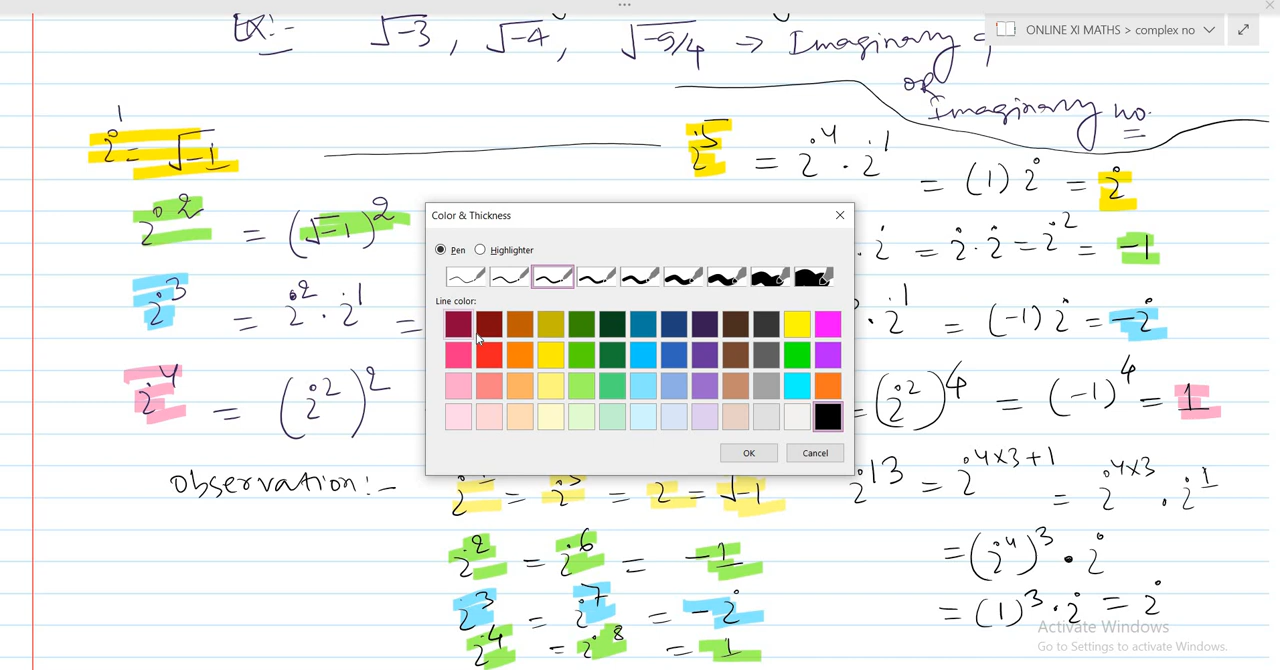 Ex:- √-3, √-4, √-5/4 → Imaginary
ONLINE XI MATHS > complex no
OR
Imaginary no.
i¹ = √-1
i⁵ = i⁴ · i¹
= (1) i = i
i² = (√-1)²
· i = i · i = i² = -1
i³ = i² · i¹ =
· i¹ = (-1) i = -i
i⁴ = (i²)²
= (i²)⁴ = (-1)⁴ = 1
Color & Thickness
Pen Highlighter
Line color:
OK Cancel
Observation:-
= = i = √-1
i¹³ = i⁴ˣ³⁺¹ = i⁴ˣ³ · i¹
i² = i⁶ = -1
= (i⁴)³ · i
i³ = i⁷ = -i
= (1)³ · i = i
i⁴ = i⁸ = 1
Activate Windows
Go to Settings to activate Windows.